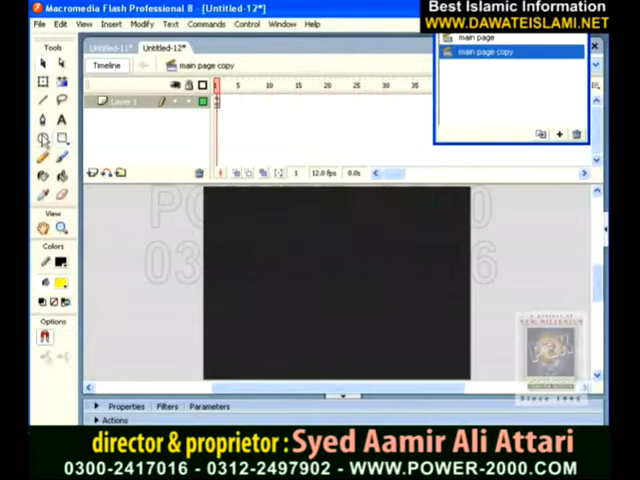 Macromedia Flash Professional 8 - [Untitled-12*]
Best Islamic Information
WWW.DAWATEISLAMI.NET
File Edit View Insert Modify Text Commands Control Window Help
Tools
Untitled-11* Untitled-12*
main page
main page copy
Timeline
main page copy
1 5 10 15 20 25 30 35
Layer 1
1 12.0 fps 0.0s
View
Colors
Options
Since 1995
Properties Filters Parameters
Actions
director & proprietor : Syed Aamir Ali Attari
0300-2417016 - 0312-2497902 - WWW.POWER-2000.COM